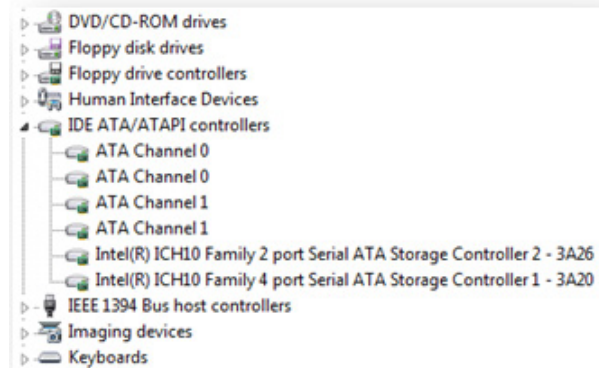 DVD/CD-ROM drives
Floppy disk drives
Floppy drive controllers
Human Interface Devices
IDE ATA/ATAPI controllers
ATA Channel 0
ATA Channel 0
ATA Channel 1
ATA Channel 1
Intel(R) ICH10 Family 2 port Serial ATA Storage Controller 2 - 3A26
Intel(R) ICH10 Family 4 port Serial ATA Storage Controller 1 - 3A20
IEEE 1394 Bus host controllers
Imaging devices
Keyboards